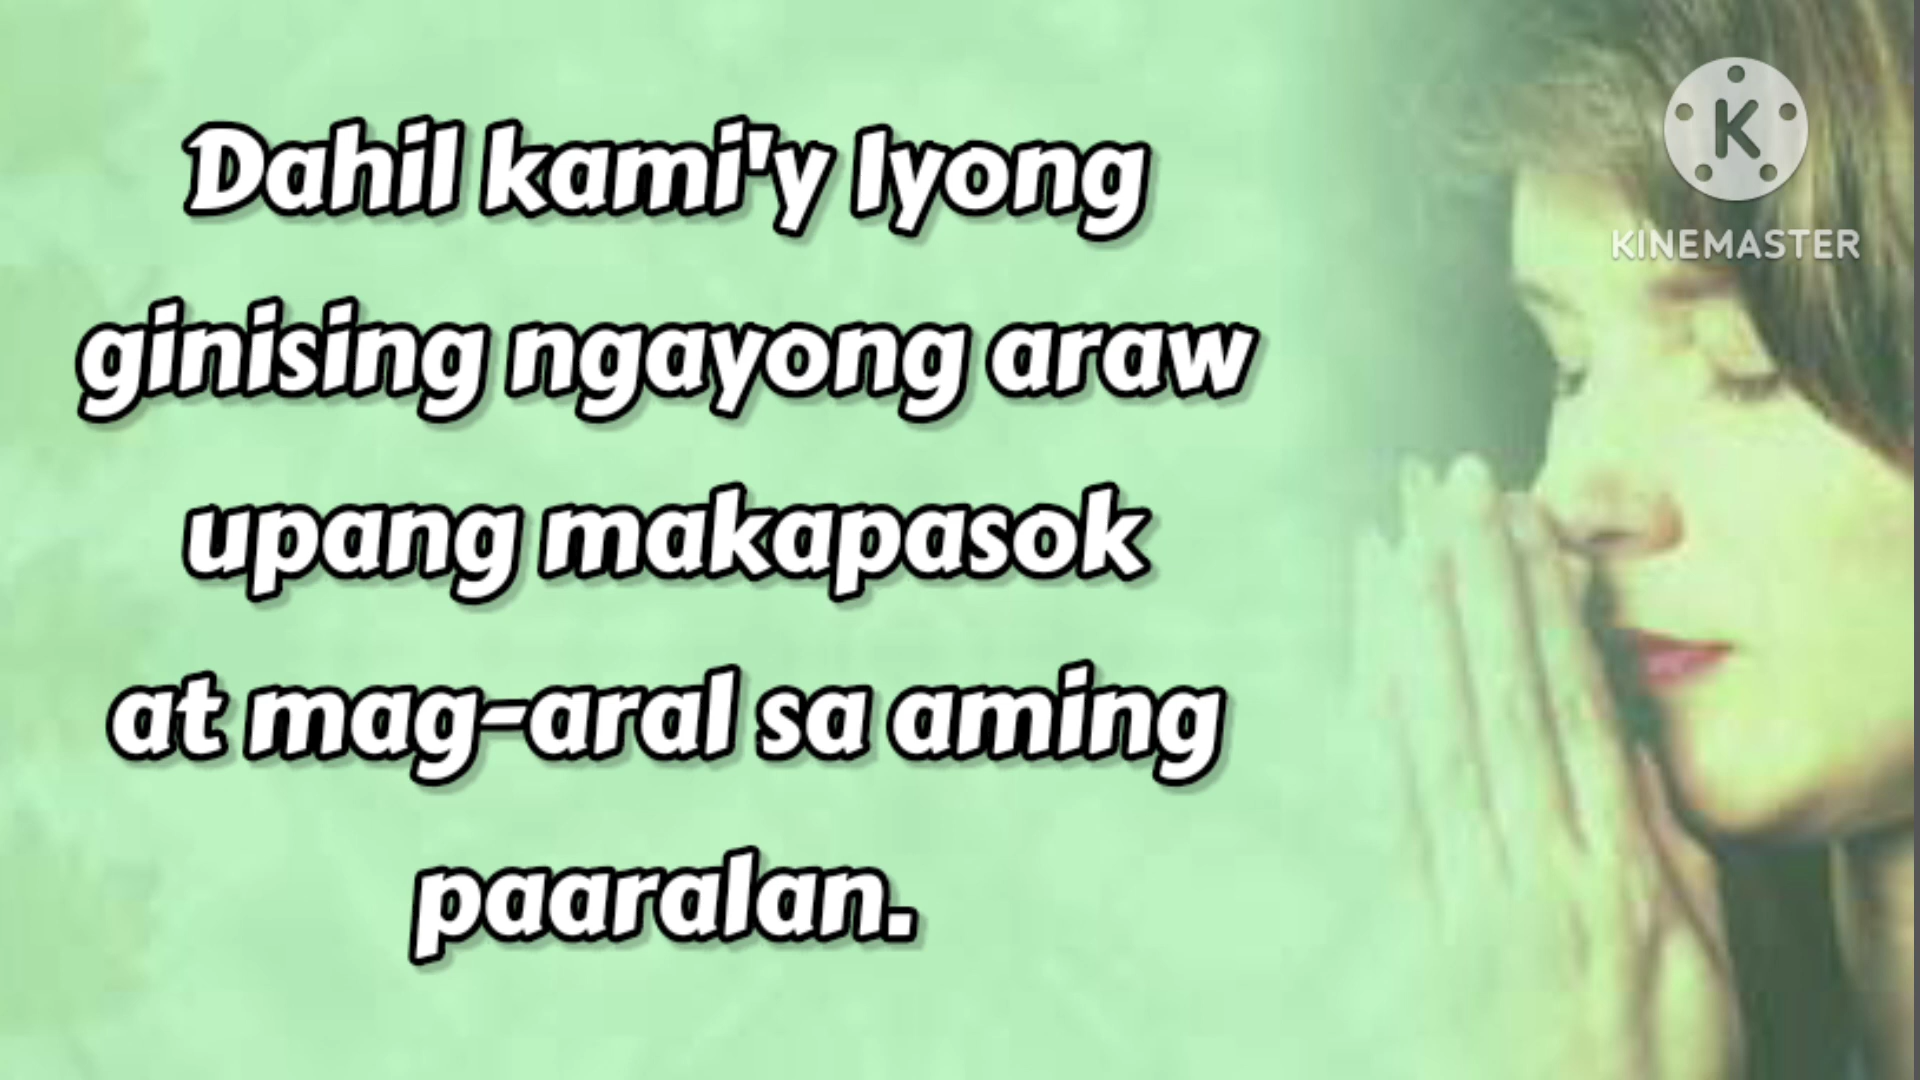 Dahil kami'y Iyong
ginising ngayong araw
upang makapasok
at mag-aral sa aming
paaralan.
K
KINEMASTER